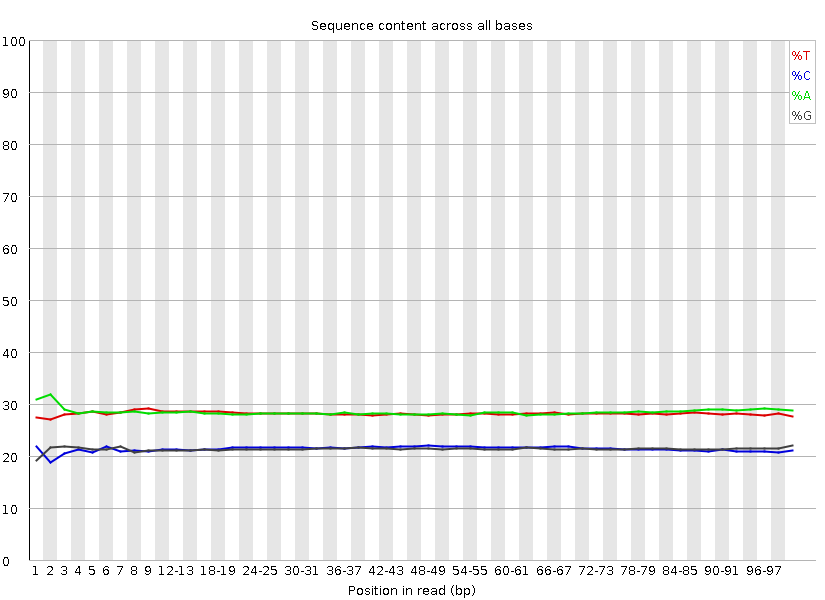 Sequence content across all bases
100
90
80
70
60
50
40
30
20
10
0
%T
%C
%A
%G
1 2 3 4 5 6 7 8 9 12-13 18-19 24-25 30-31 36-37 42-43 48-49 54-55 60-61 66-67 72-73 78-79 84-85 90-91 96-97
Position in read (bp)